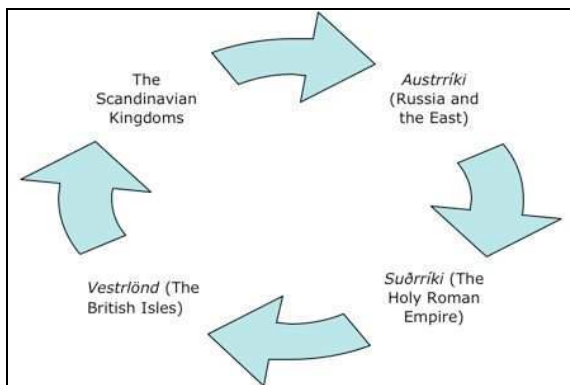 The
Scandinavian
Kingdoms
Austrríki
(Russia and
the East)
Suðrríki (The
Holy Roman
Empire)
Vestrlönd (The
British Isles)